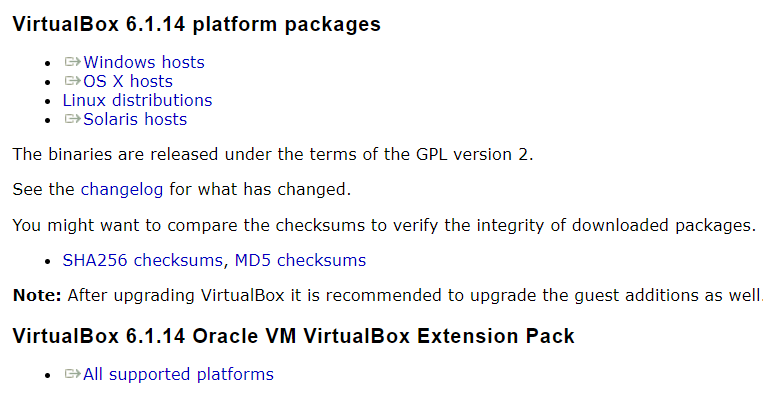 VirtualBox 6.1.14 platform packages
Windows hosts
OS X hosts
Linux distributions
Solaris hosts
The binaries are released under the terms of the GPL version 2.
See the changelog for what has changed.
You might want to compare the checksums to verify the integrity of downloaded packages.
SHA256 checksums, MD5 checksums
Note: After upgrading VirtualBox it is recommended to upgrade the guest additions as well.
VirtualBox 6.1.14 Oracle VM VirtualBox Extension Pack
All supported platforms